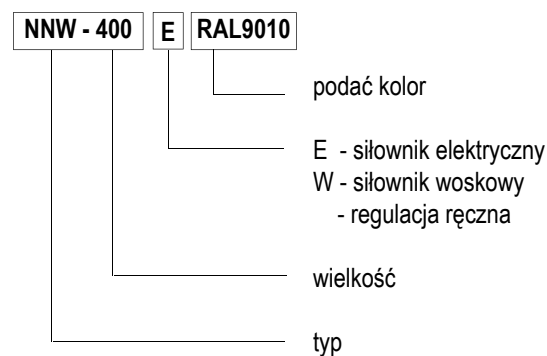 NNW - 400 E RAL9010
podać kolor
E - siłownik elektryczny
W - siłownik woskowy
- regulacja ręczna
wielkość
typ